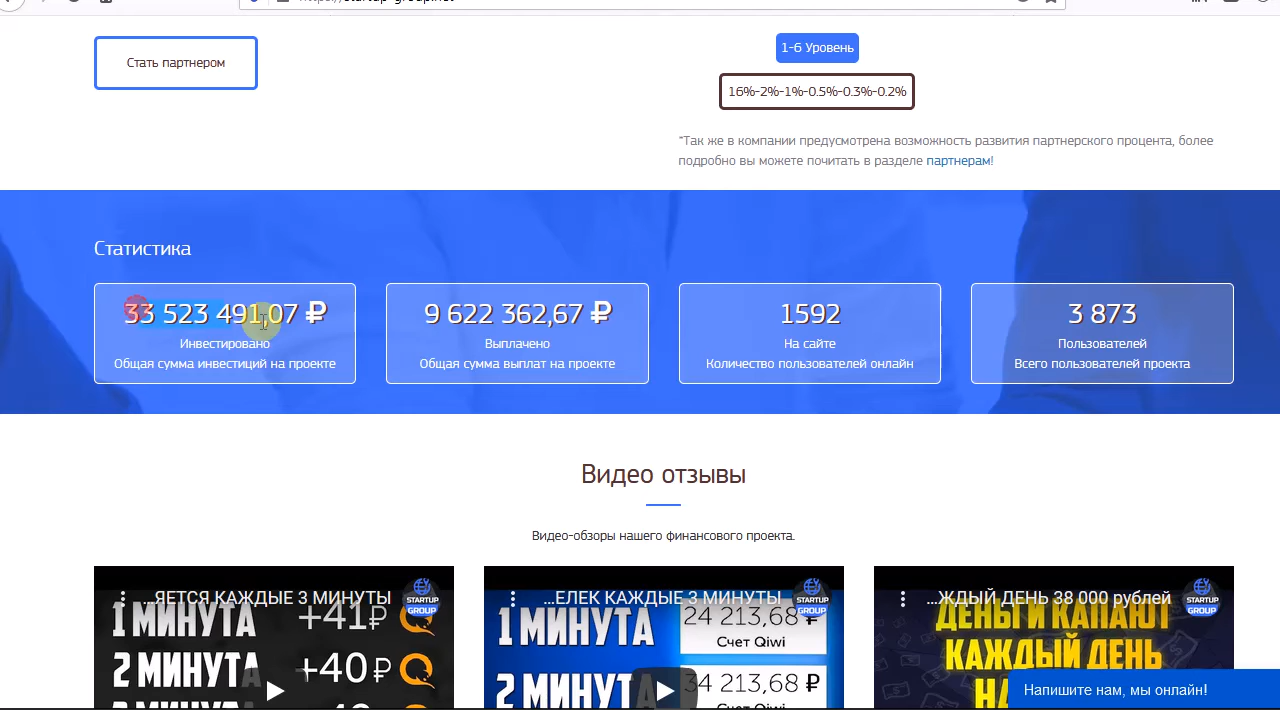 Стать партнером
1-6 Уровень
16%-2%-1%-0.5%-0.3%-0.2%
*Так же в компании предусмотрена возможность развития партнерского процента, более
подробно вы можете почитать в разделе партнерам!
Статистика
33 523 491,07 ₽
Инвестировано
Общая сумма инвестиций на проекте
9 622 362,67 ₽
Выплачено
Общая сумма выплат на проекте
1592
На сайте
Количество пользователей онлайн
3 873
Пользователей
Всего пользователей проекта
Видео отзывы
Видео-обзоры нашего финансового проекта.
...ЯЕТСЯ КАЖДЫЕ 3 МИНУТЫ
STARTUP
GROUP
1 МИНУТА +41₽
2 МИНУТА +40₽
...ЕЛЕК КАЖДЫЕ 3 МИНУТЫ
STARTUP
GROUP
1 МИНУТА
24 213,68 ₽
Счет Qiwi
2 МИНУТА
34 213,68 ₽
...ЖДЫЙ ДЕНЬ 38 000 рублей
STARTUP
GROUP
ДЕНЬГИ КАПАЮТ
КАЖДЫЙ ДЕНЬ
НА
Напишите нам, мы онлайн!